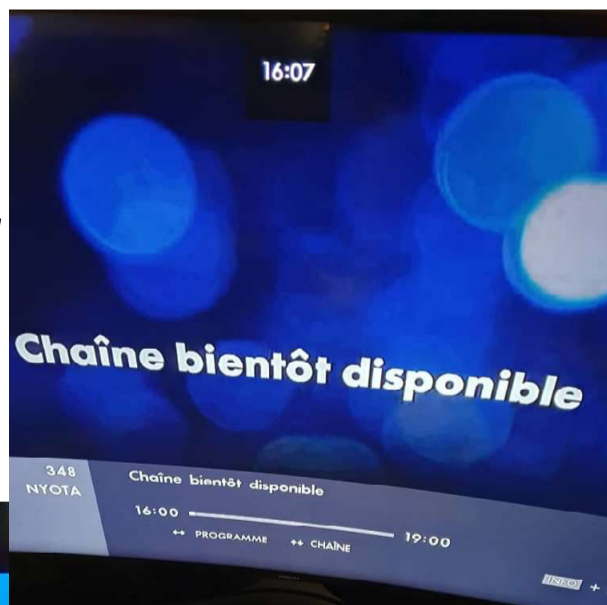 16:07
Chaîne bientôt disponible
348
NYOTA
Chaîne bientôt disponible
16:00 19:00
↔ PROGRAMME ↔ CHAÎNE
INFO +